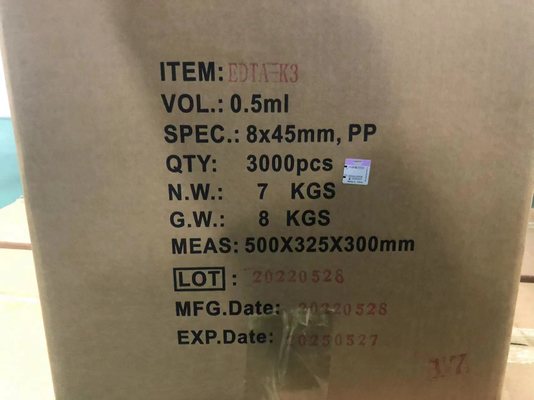 ITEM: EDTA-K3
VOL.: 0.5ml
SPEC.: 8x45mm, PP
QTY: 3000pcs
N.W.: 7 KGS
G.W.: 8 KGS
MEAS: 500X325X300mm
LOT : 20220528
MFG.Date: 20220528
EXP.Date: 20250527